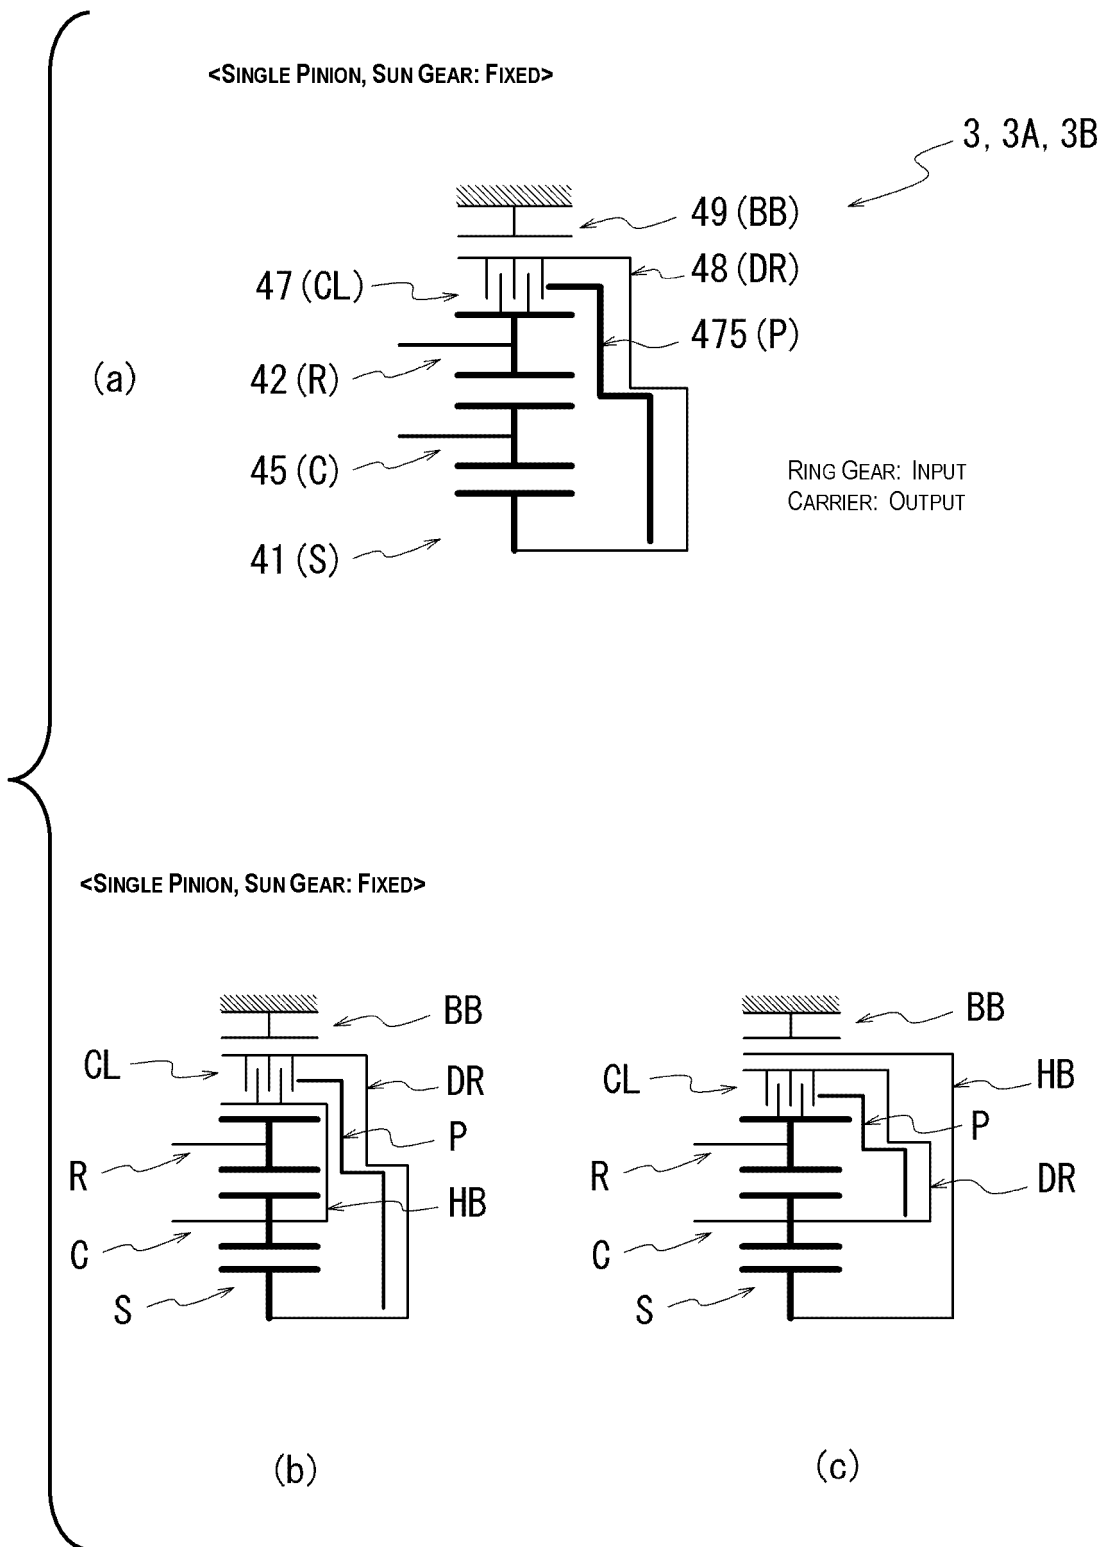 <SINGLE PINION, SUN GEAR: FIXED>
3, 3A, 3B
49 (BB)
48 (DR)
47 (CL)
475 (P)
(a)
42 (R)
45 (C)
RING GEAR: INPUT
CARRIER: OUTPUT
41 (S)
<SINGLE PINION, SUN GEAR: FIXED>
BB
CL
DR
P
R
HB
C
S
(b)
BB
HB
CL
P
R
DR
C
S
(c)